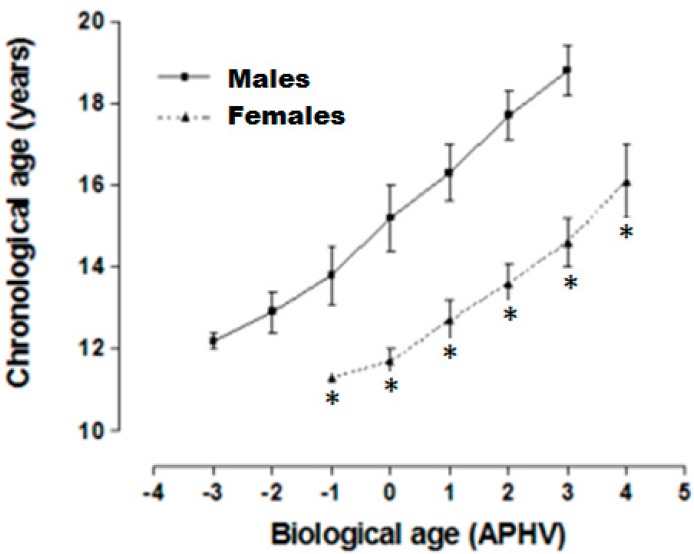 20
Males
18
Females
16
14
12
10
Chronological age (years)
*
*
*
*
*
*
-4 -3 -2 -1 0 1 2 3 4 5
Biological age (APHV)